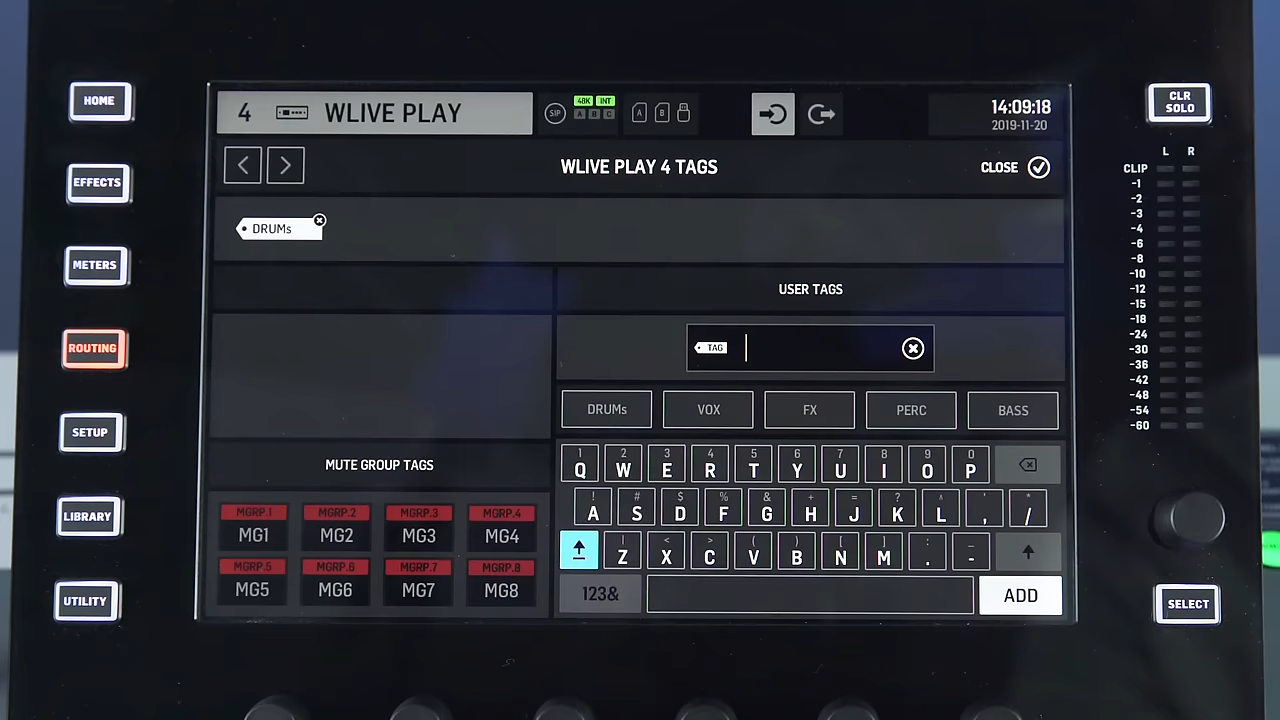 HOME
EFFECTS
METERS
ROUTING
SETUP
LIBRARY
UTILITY
4 WLIVE PLAY
SIP
48K INT
A B C
A B
14:09:18
2019-11-20
WLIVE PLAY 4 TAGS
CLOSE
DRUMs
USER TAGS
TAG
DRUMs VOX FX PERC BASS
1 2 3 4 5 6 7 8 9 0
Q W E R T Y U I O P
! # $ % & + = ? ^ ' *
A S D F G H J K L , /
| < > ( ) [ ] : -
Z X C V B N M . -
123&
ADD
MUTE GROUP TAGS
MGRP.1 MGRP.2 MGRP.3 MGRP.4
MG1 MG2 MG3 MG4
MGRP.5 MGRP.6 MGRP.7 MGRP.8
MG5 MG6 MG7 MG8
CLR
SOLO
L R
CLIP
-1
-2
-3
-4
-6
-8
-10
-12
-15
-18
-24
-30
-36
-42
-48
-54
-60
SELECT